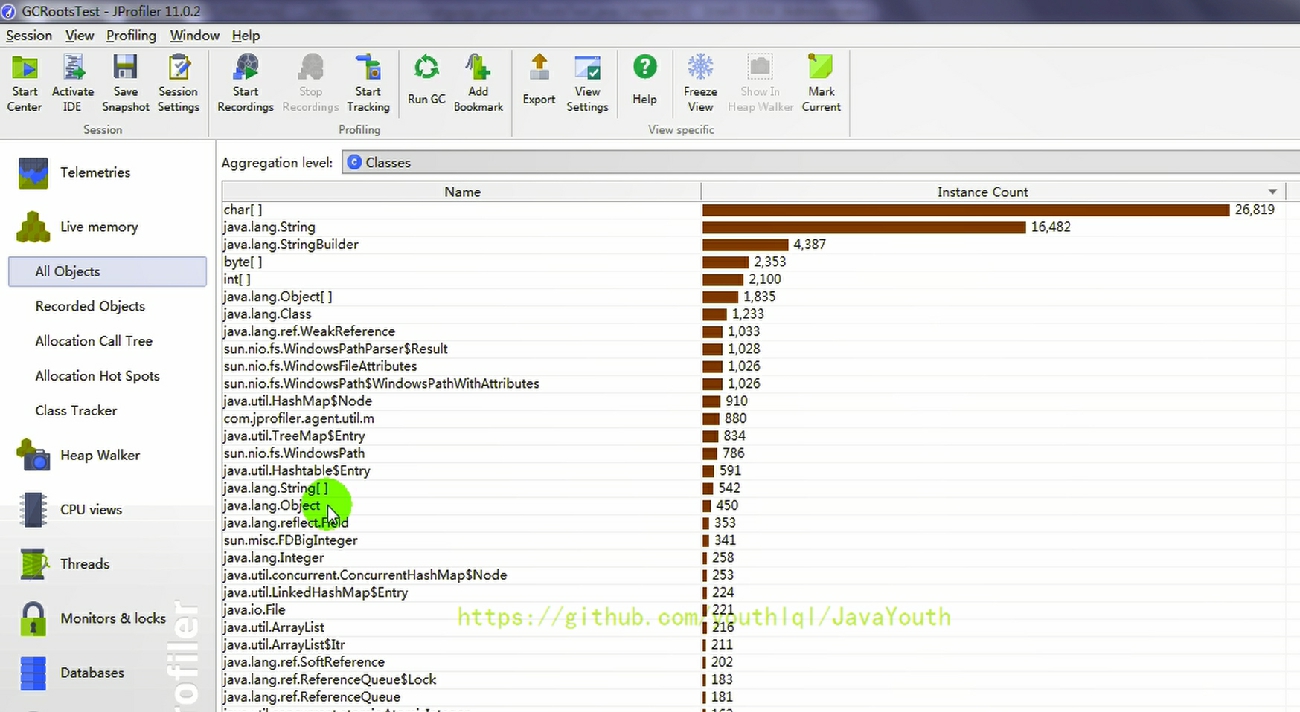 GCRootsTest - JProfiler 11.0.2
Session View Profiling Window Help
Start Center
Activate IDE
Save Snapshot
Session Settings
Start Recordings
Stop Recordings
Start Tracking
Run GC
Add Bookmark
Export
View Settings
Help
Freeze View
Show In Heap Walker
Mark Current
Session
Profiling
View specific
Telemetries
Live memory
All Objects
Recorded Objects
Allocation Call Tree
Allocation Hot Spots
Class Tracker
Heap Walker
CPU views
Threads
Monitors & locks
Databases
rofiler
Aggregation level: Classes
Name Instance Count
char[ ] 26,819
java.lang.String 16,482
java.lang.StringBuilder 4,387
byte[ ] 2,353
int[ ] 2,100
java.lang.Object[ ] 1,835
java.lang.Class 1,233
java.lang.ref.WeakReference 1,033
sun.nio.fs.WindowsPathParser$Result 1,028
sun.nio.fs.WindowsFileAttributes 1,026
sun.nio.fs.WindowsPath$WindowsPathWithAttributes 1,026
java.util.HashMap$Node 910
com.jprofiler.agent.util.m 880
java.util.TreeMap$Entry 834
sun.nio.fs.WindowsPath 786
java.util.Hashtable$Entry 591
java.lang.String[ ] 542
java.lang.Object 450
java.lang.reflect.Field 353
sun.misc.FDBigInteger 341
java.lang.Integer 258
java.util.concurrent.ConcurrentHashMap$Node 253
java.util.LinkedHashMap$Entry 224
java.io.File 221
https://github.com/youthlql/JavaYouth
java.util.ArrayList 216
java.util.ArrayList$Itr 211
java.lang.ref.SoftReference 202
java.lang.ref.ReferenceQueue$Lock 183
java.lang.ref.ReferenceQueue 181